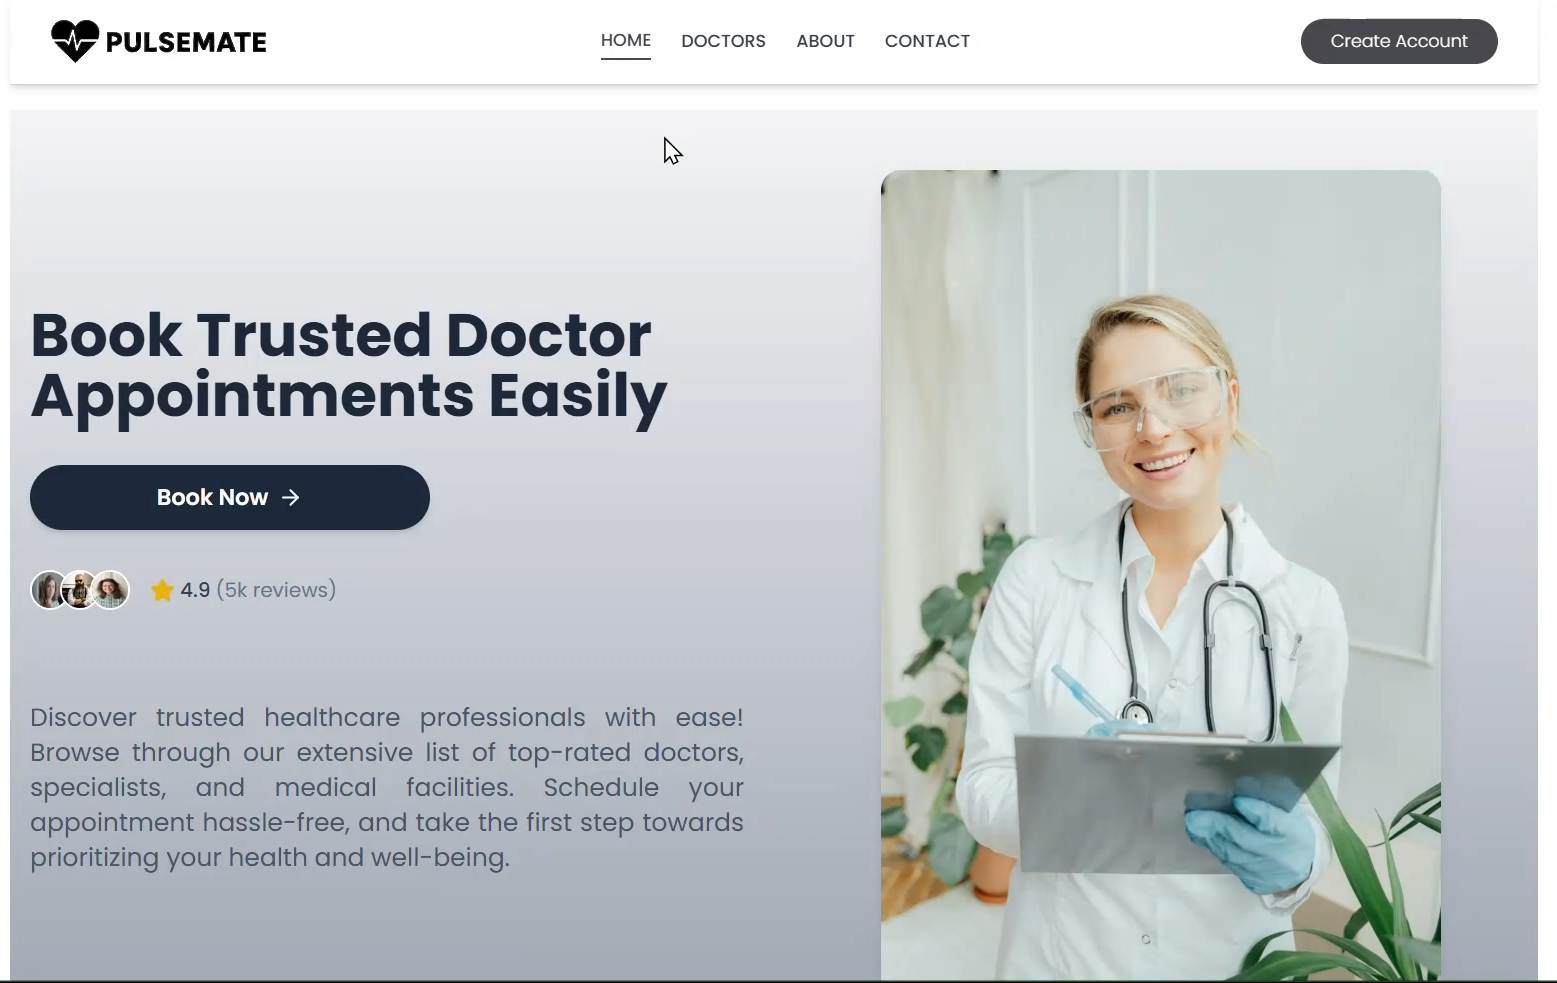 PULSEMATE
HOME
DOCTORS
ABOUT
CONTACT
Create Account
Book Trusted Doctor
Appointments Easily
Book Now →
4.9 (5k reviews)
Discover trusted healthcare professionals with ease!
Browse through our extensive list of top-rated doctors,
specialists, and medical facilities. Schedule your
appointment hassle-free, and take the first step towards
prioritizing your health and well-being.